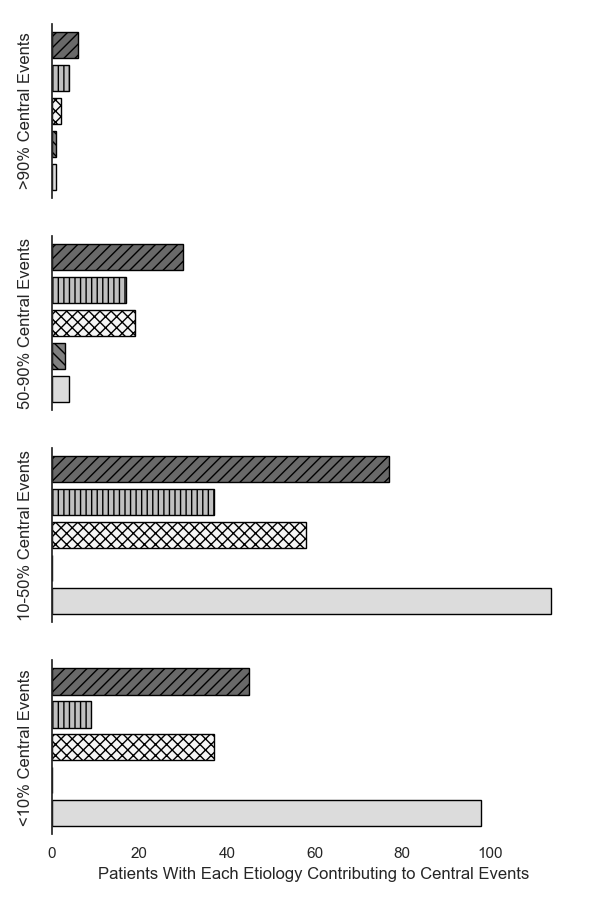 >90% Central Events
50-90% Central Events
10-50% Central Events
<10% Central Events
0 20 40 60 80 100
Patients With Each Etiology Contributing to Central Events